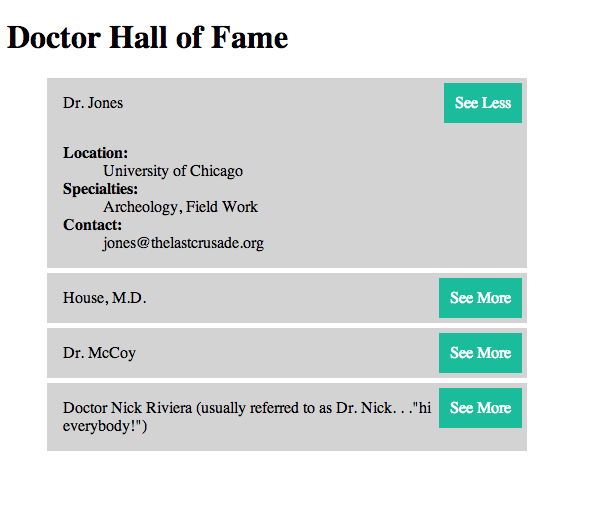 Doctor Hall of Fame
Dr. Jones
See Less
Location:
University of Chicago
Specialties:
Archeology, Field Work
Contact:
jones@thelastcrusade.org
House, M.D.
See More
Dr. McCoy
See More
Doctor Nick Riviera (usually referred to as Dr. Nick. . ."hi
everybody!")
See More